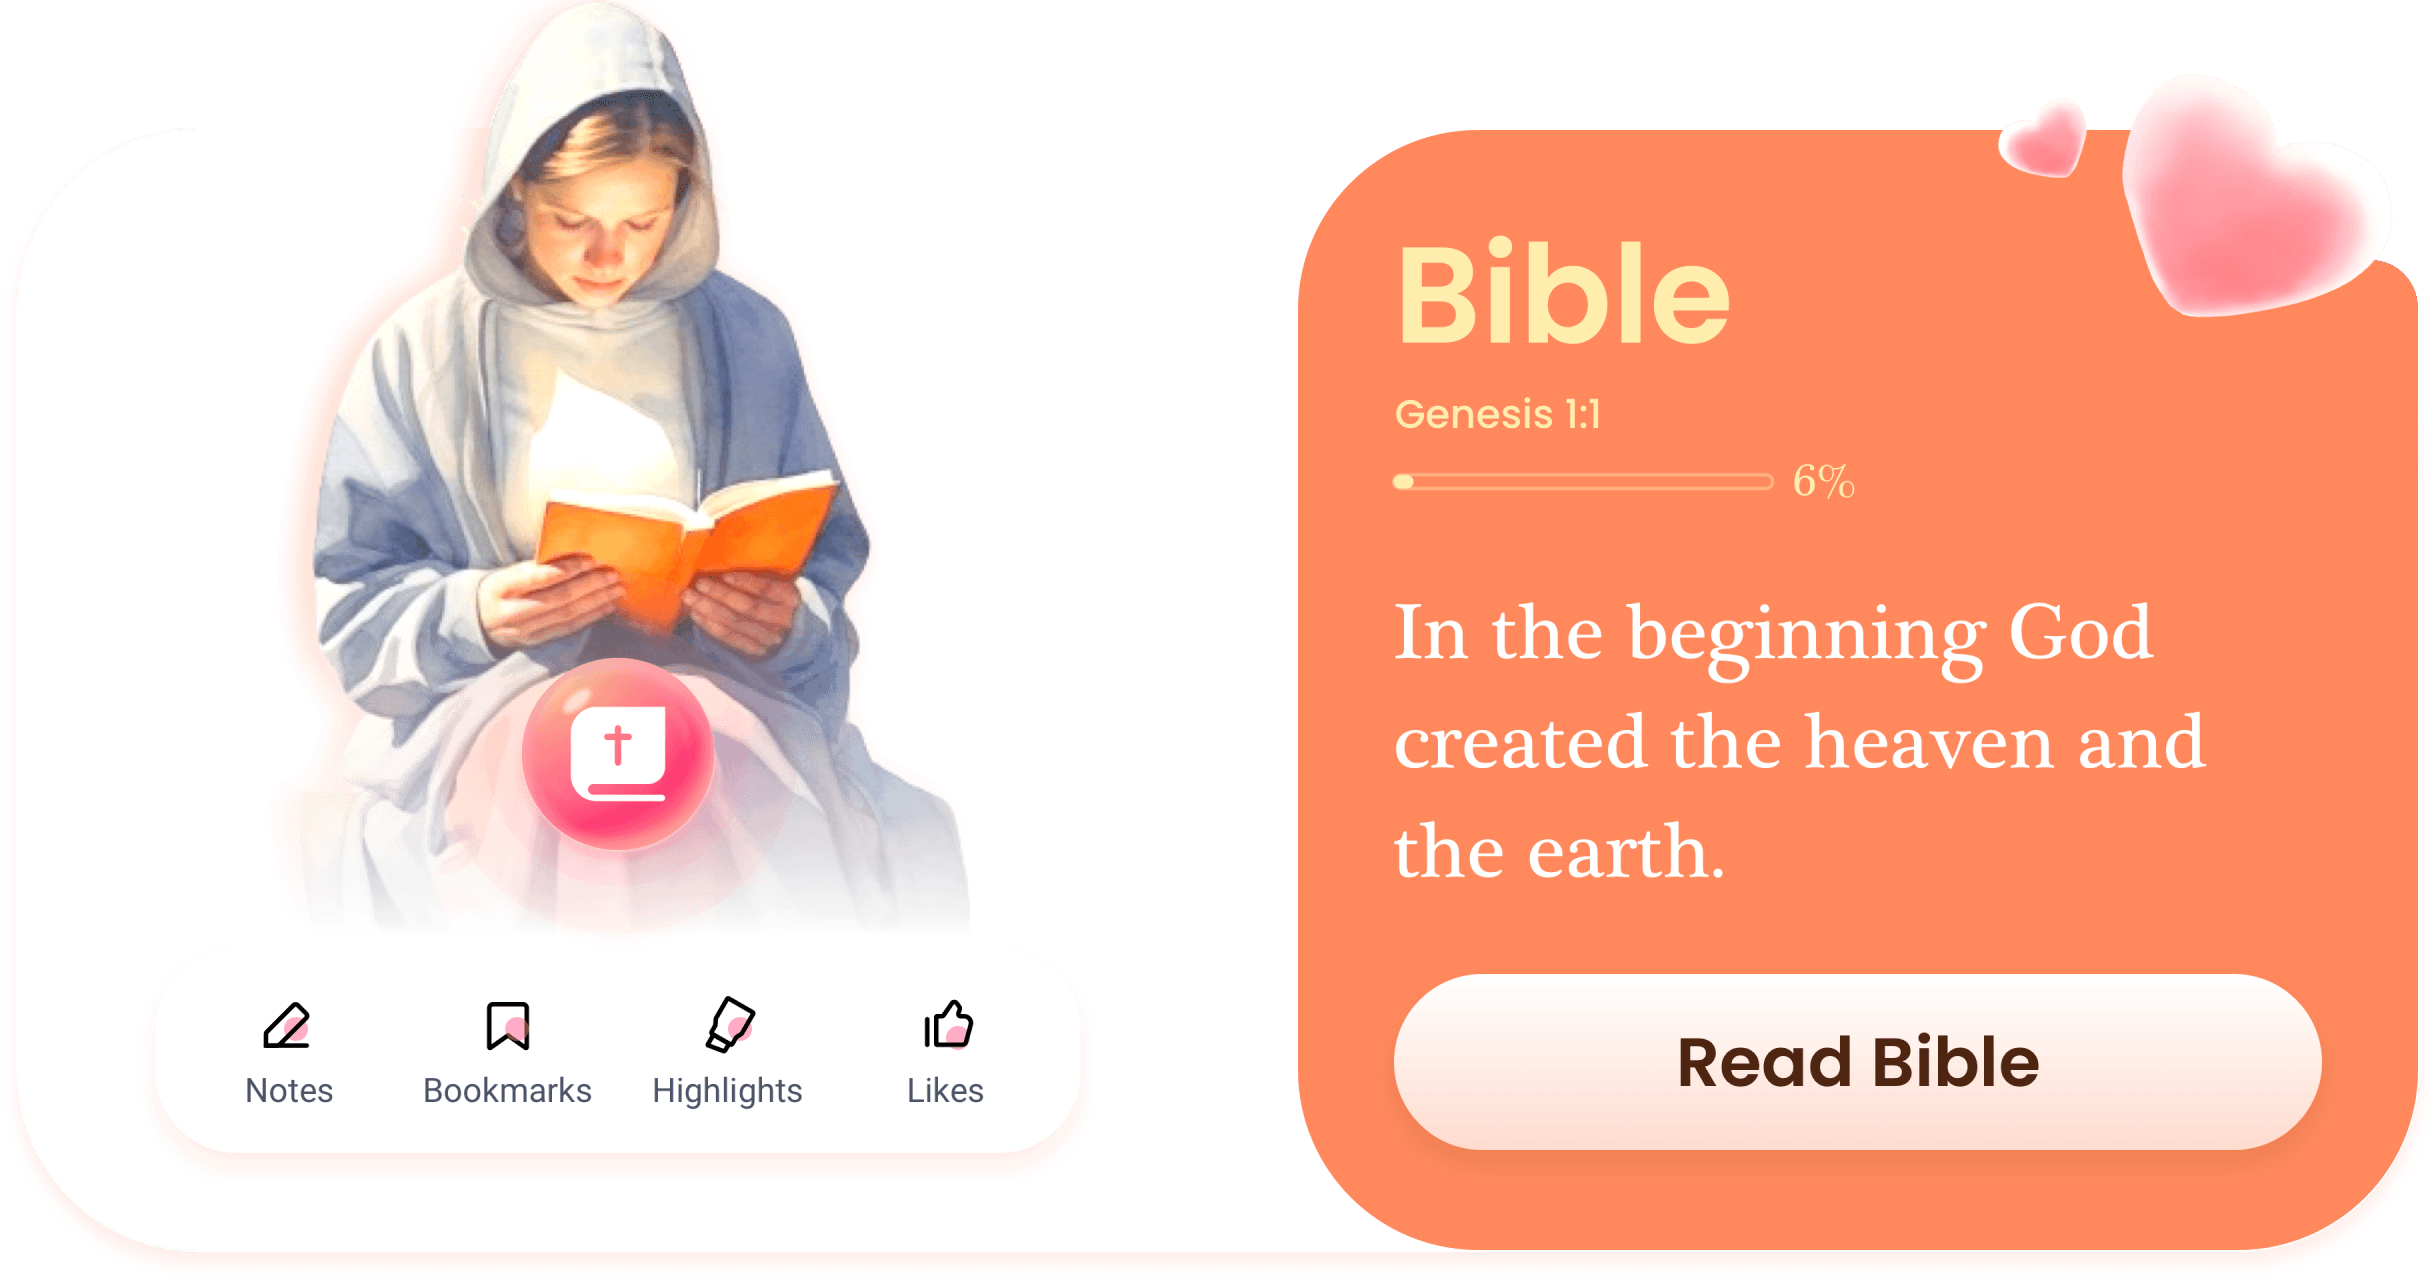 Notes
Bookmarks
Highlights
Likes
Bible
Genesis 1:1
6%
In the beginning God
created the heaven and
the earth.
Read Bible